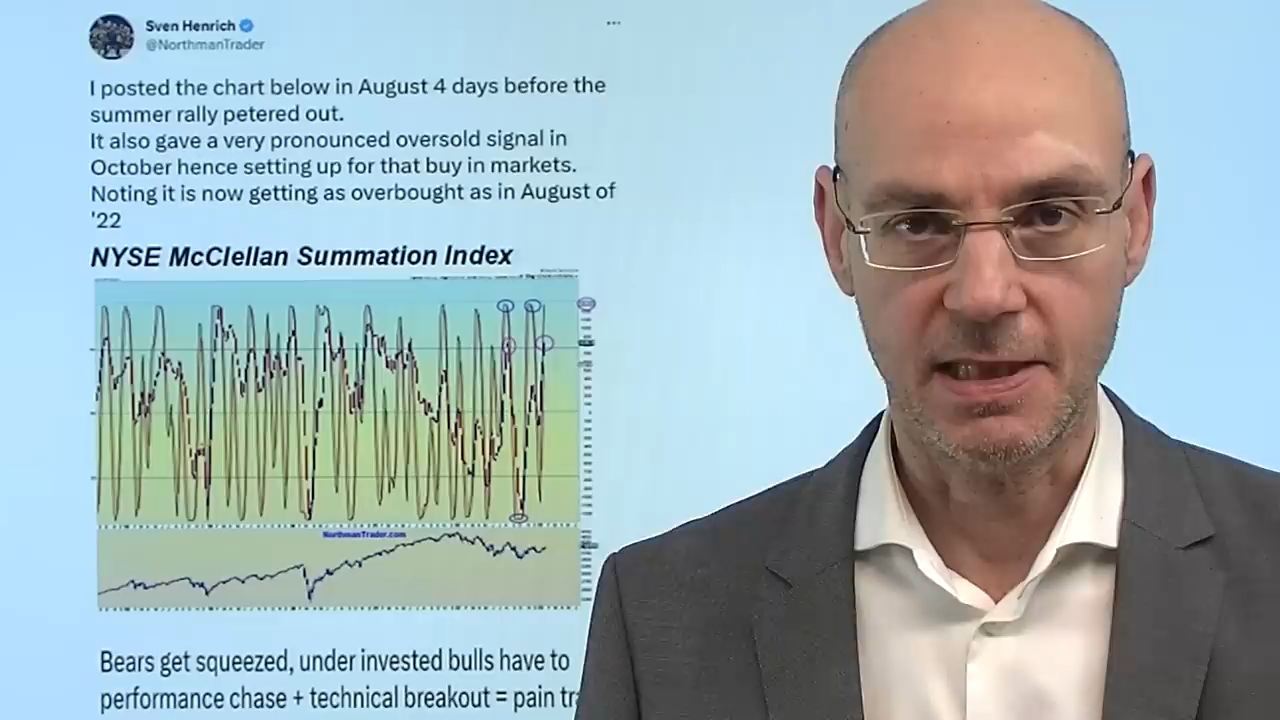 Sven Henrich
@NorthmanTrader
I posted the chart below in August 4 days before the
summer rally petered out.
It also gave a very pronounced oversold signal in
October hence setting up for that buy in markets.
Noting it is now getting as overbought as in August of
'22
NYSE McClellan Summation Index
NorthmanTrader.com
Bears get squeezed, under invested bulls have to
performance chase + technical breakout = pain